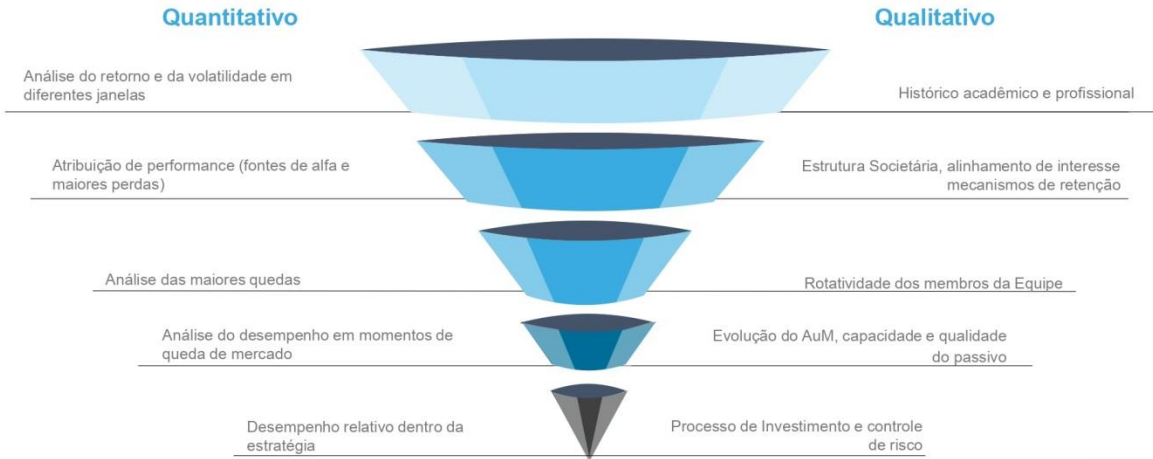 Quantitativo
Qualitativo
Análise do retorno e da volatilidade em
diferentes janelas
Histórico acadêmico e profissional
Atribuição de performance (fontes de alfa e
maiores perdas)
Estrutura Societária, alinhamento de interesse
mecanismos de retenção
Análise das maiores quedas
Rotatividade dos membros da Equipe
Análise do desempenho em momentos de
queda de mercado
Evolução do AuM, capacidade e qualidade
do passivo
Desempenho relativo dentro da
estratégia
Processo de Investimento e controle
de risco